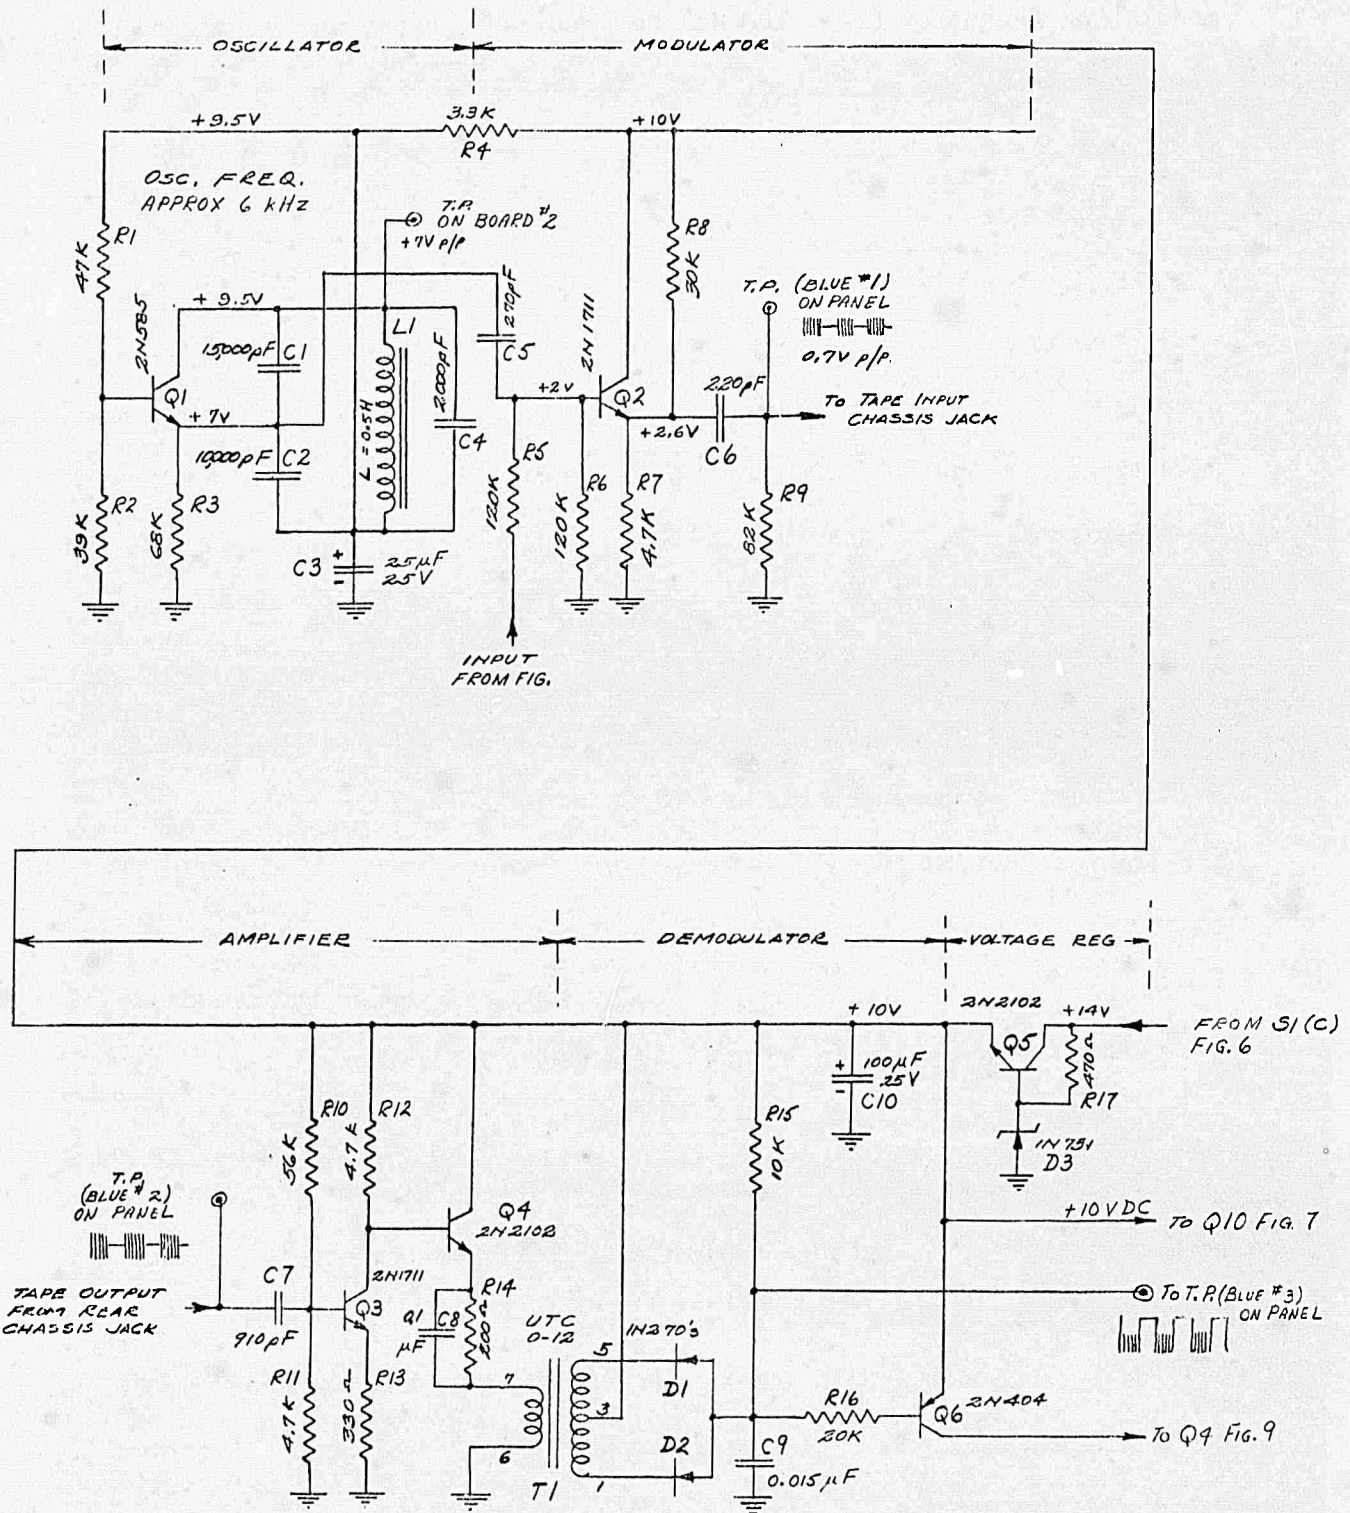 OSCILLATOR
MODULATOR
+9.5V
3.3K
R4
+10V
OSC. FREQ.
APPROX 6 kHz
T.P.
ON BOARD #2
+7V p/p
R1
47K
R8
30K
T.P. (BLUE #1)
ON PANEL
0.7V p/p.
2N585
+9.5V
15,000pF C1
L1
L = 0.5H
2,000pF
C4
270pF
C5
2N1711
+2V
Q1
+7V
Q2
+2.6V
220pF
C6
TO TAPE INPUT
CHASSIS JACK
10,000pF C2
R2
39K
R3
68K
R5
120K
R6
120K
R7
4.7K
R9
82K
C3
+
25µF
25V
-
INPUT
FROM FIG.
AMPLIFIER
DEMODULATOR
VOLTAGE REG
2N2102
+10V
+14V
FROM S1(C)
FIG. 6
Q5
470Ω
R17
+
100µF
25V
-
C10
1N751
D3
R10
56K
R12
4.7K
R15
10K
T.P.
(BLUE #2)
ON PANEL
Q4
2N2102
+10VDC
TO Q10 FIG. 7
TAPE OUTPUT
FROM REAR
CHASSIS JACK
C7
910pF
2N1711
Q3
R14
200Ω
C8
µF
UTC
O-12
1N270's
TO T.P. (BLUE #3)
ON PANEL
R11
4.7K
R13
330Ω
7
6
5
3
1
T1
D1
D2
R16
20K
Q6
2N404
C9
0.015µF
TO Q4 FIG. 9